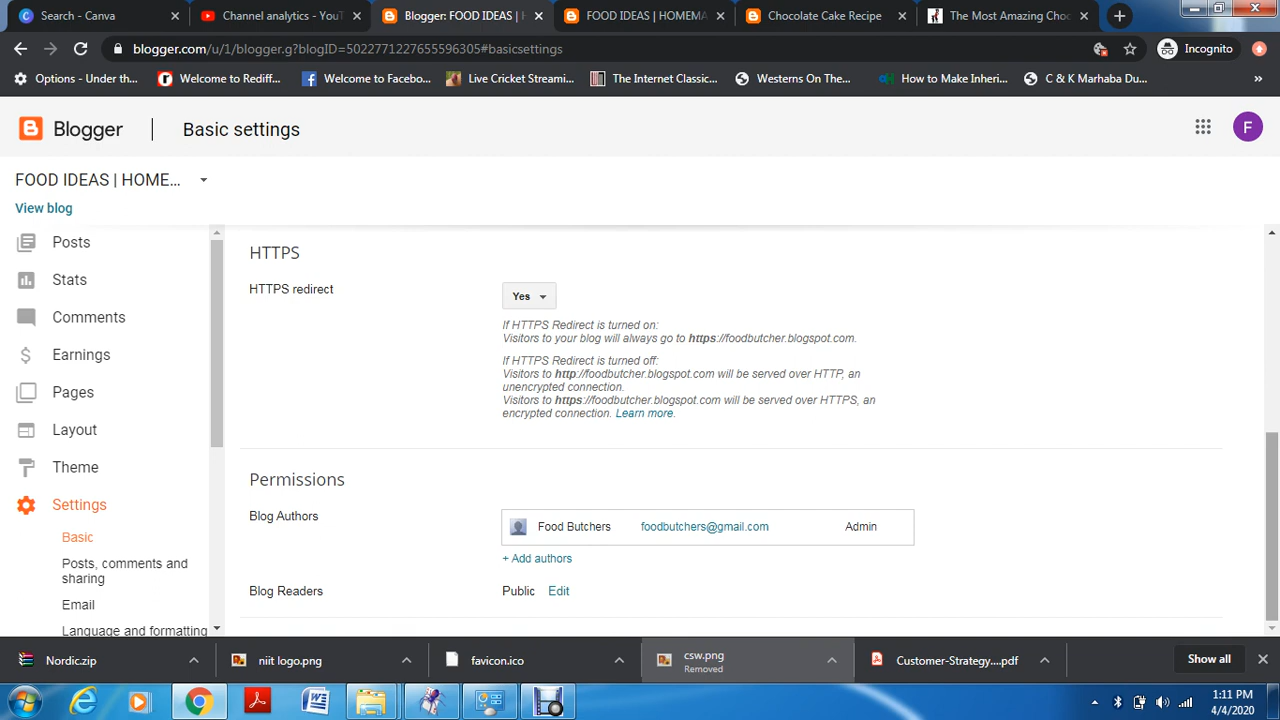 Search - Canva
Channel analytics - YouT
Blogger: FOOD IDEAS |
FOOD IDEAS | HOMEMA
Chocolate Cake Recipe
The Most Amazing Cho
blogger.com/u/1/blogger.g?blogID=5022771227655596305#basicsettings
Incognito
Options - Under th...
Welcome to Rediff...
Welcome to Facebo...
Live Cricket Streami...
The Internet Classic...
Westerns On The...
How to Make Inheri...
C & K Marhaba Du...
»
Blogger
Basic settings
F
FOOD IDEAS | HOME...
View blog
Posts
Stats
Comments
Earnings
Pages
Layout
Theme
Settings
Basic
Posts, comments and
sharing
Email
Language and formatting
HTTPS
HTTPS redirect
Yes
If HTTPS Redirect is turned on:
Visitors to your blog will always go to https://foodbutcher.blogspot.com.
If HTTPS Redirect is turned off:
Visitors to http://foodbutcher.blogspot.com will be served over HTTP, an
unencrypted connection.
Visitors to https://foodbutcher.blogspot.com will be served over HTTPS, an
encrypted connection. Learn more.
Permissions
Blog Authors
Food Butchers foodbutchers@gmail.com Admin
+ Add authors
Blog Readers
Public Edit
Nordic.zip
niit logo.png
favicon.ico
csw.png
Removed
Customer-Strategy....pdf
Show all
1:11 PM
4/4/2020